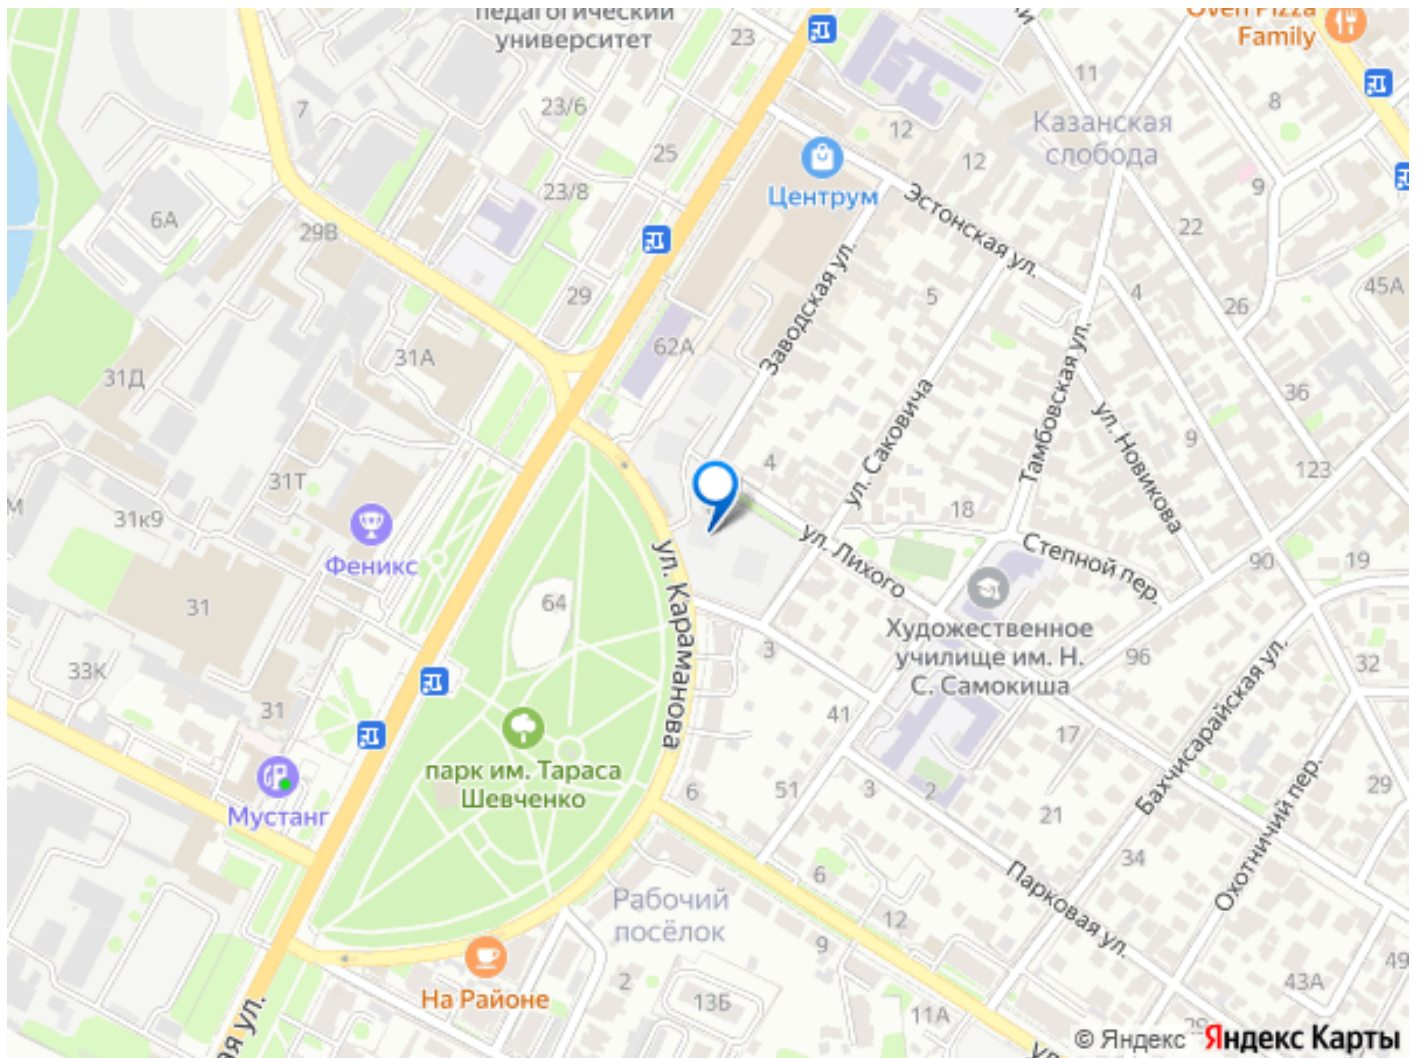 педагогический
университет
23
Oven Pizza
Family
11
7
23/6
8
12
Казанская
слобода
25
12
Центрум
23/8
9
6А
Эстонская ул.
22
29В
Заводская ул.
5
4
45А
29
26
62А
31А
31Д
Тамбовская ул.
36
ул. Саковича
ул. Новикова
9
4
123
31Т
31к9
18
Феникс
ул. Лихого
Степной пер.
90
19
ул. Караманова
64
31
Художественное
училище им. Н.
С. Самокиша
3
96
32
33К
Бахчисарайская ул.
31
41
17
парк им. Тараса
Шевченко
Мустанг
6
51
3
2
21
29
Охотничий пер.
34
6
Парковая ул.
Рабочий
посёлок
12
9
49
2
43А
На Районе
13Б
11А
ая ул.
© Яндекс Яндекс Карты